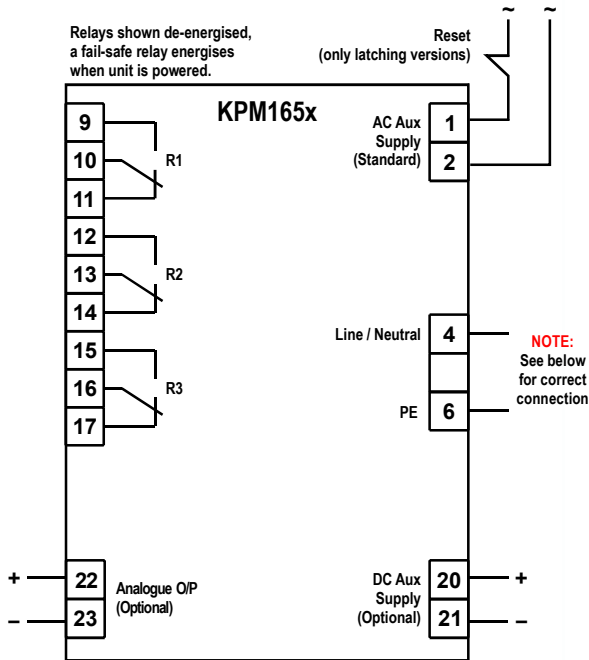 ~ ~
Relays shown de-energised,
a fail-safe relay energises
when unit is powered.
Reset
(only latching versions)
KPM165x
9
10
11
R1
12
13
14
R2
15
16
17
R3
AC Aux
Supply
(Standard)
1
2
Line / Neutral
4
PE
6
NOTE:
See below
for correct
connection
+
–
22
23
Analogue O/P
(Optional)
DC Aux
Supply
(Optional)
20
21
+
–